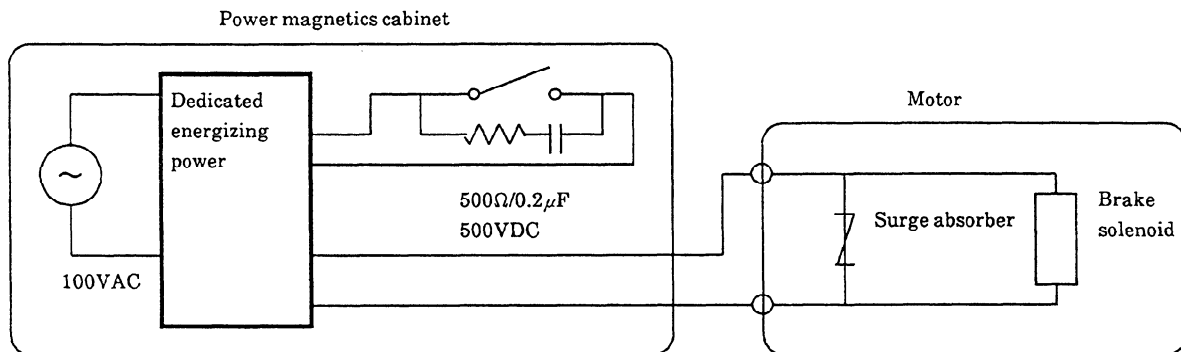 Power magnetics cabinet
Dedicated
energizing
power
~
100VAC
500Ω/0.2μF
500VDC
Motor
Surge absorber
Brake
solenoid